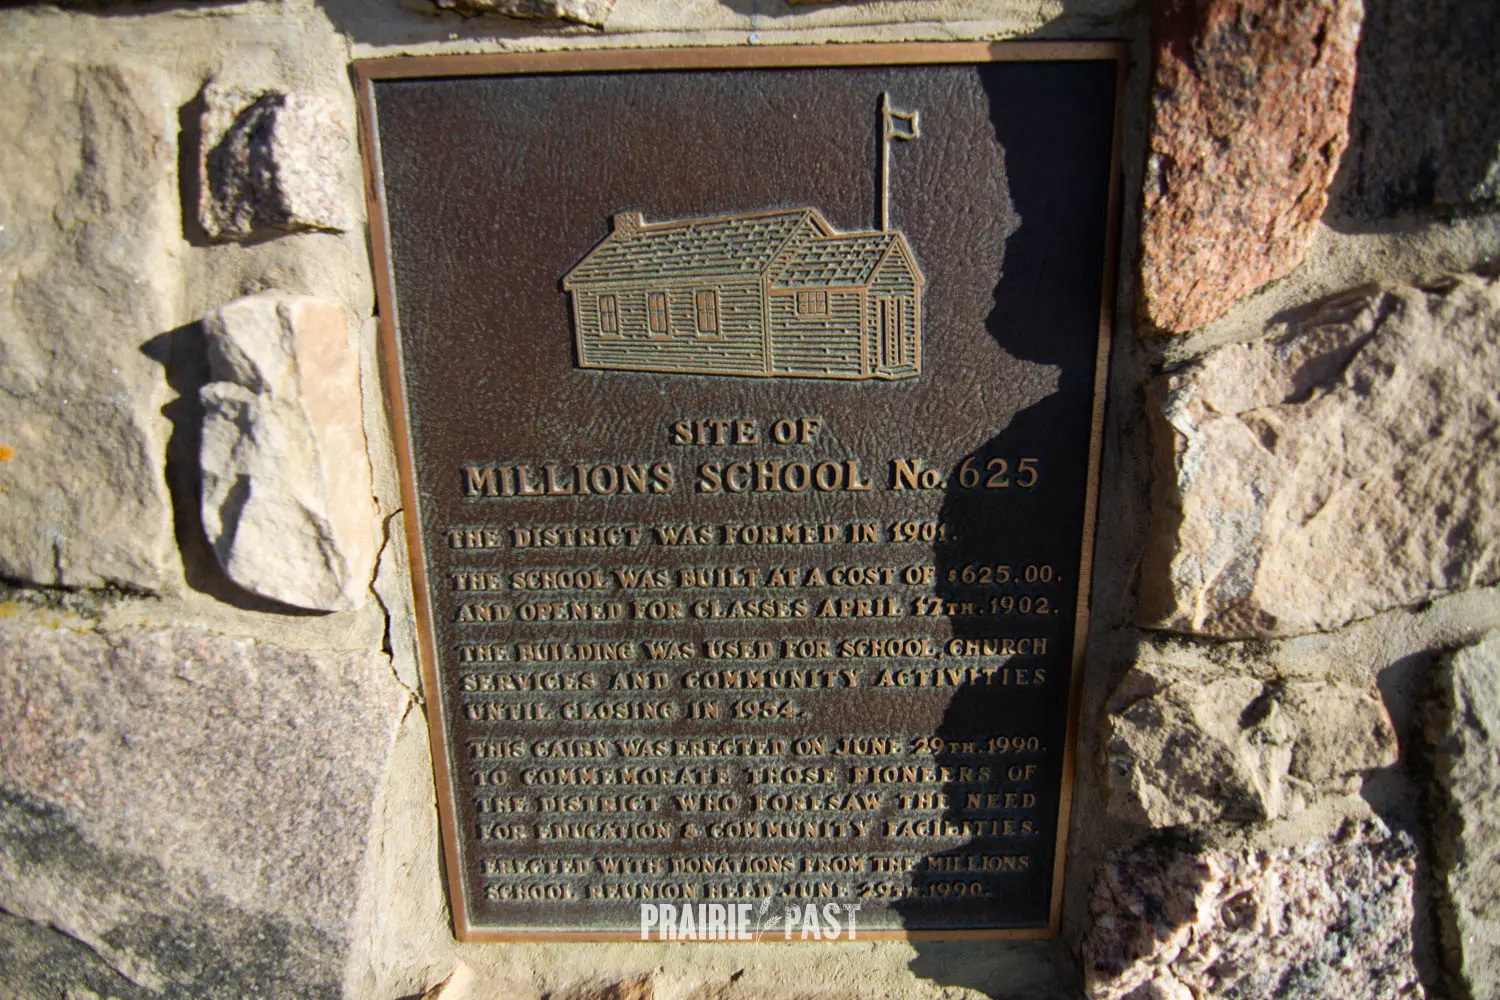 SITE OF
MILLIONS SCHOOL No. 625
THE DISTRICT WAS FORMED IN 1901.
THE SCHOOL WAS BUILT AT A COST OF $625.00.
AND OPENED FOR CLASSES APRIL 17TH. 1902.
THE BUILDING WAS USED FOR SCHOOL, CHURCH
SERVICES AND COMMUNITY ACTIVITIES
UNTIL CLOSING IN 1954.
THIS CAIRN WAS ERECTED ON JUNE 29TH. 1990.
TO COMMEMORATE THOSE PIONEERS OF
THE DISTRICT WHO FORESAW THE NEED
FOR EDUCATION & COMMUNITY FACILITIES.
ERECTED WITH DONATIONS FROM THE MILLIONS
SCHOOL REUNION HELD JUNE 29TH. 1990.
PRAIRIE PAST